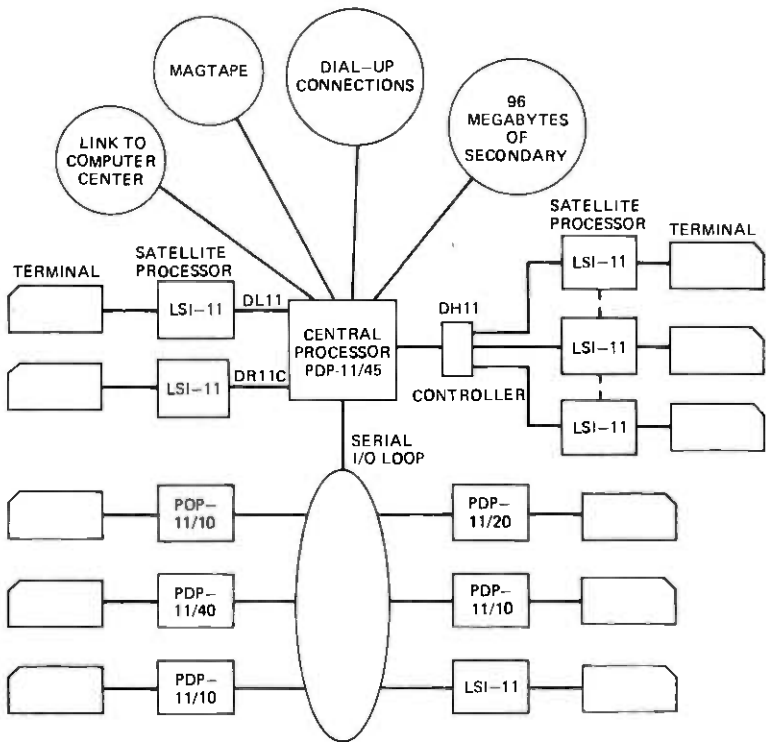 MAGTAPE
DIAL–UP
CONNECTIONS
96
MEGABYTES
OF
SECONDARY
LINK TO
COMPUTER
CENTER
SATELLITE
PROCESSOR
TERMINAL
TERMINAL
SATELLITE
PROCESSOR
LSI–11
DL11
LSI–11
DR11C
CENTRAL
PROCESSOR
PDP-11/45
DH11
CONTROLLER
LSI–11
LSI–11
LSI–11
SERIAL
I/O LOOP
PDP–
11/10
PDP–
11/20
PDP–
11/40
PDP–
11/10
PDP–
11/10
LSI–11